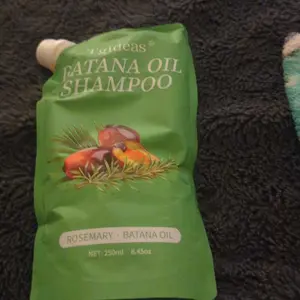 BATANA OIL
SHAMPOO
ROSEMARY - BATANA OIL
NET: 250ml 8.45oz